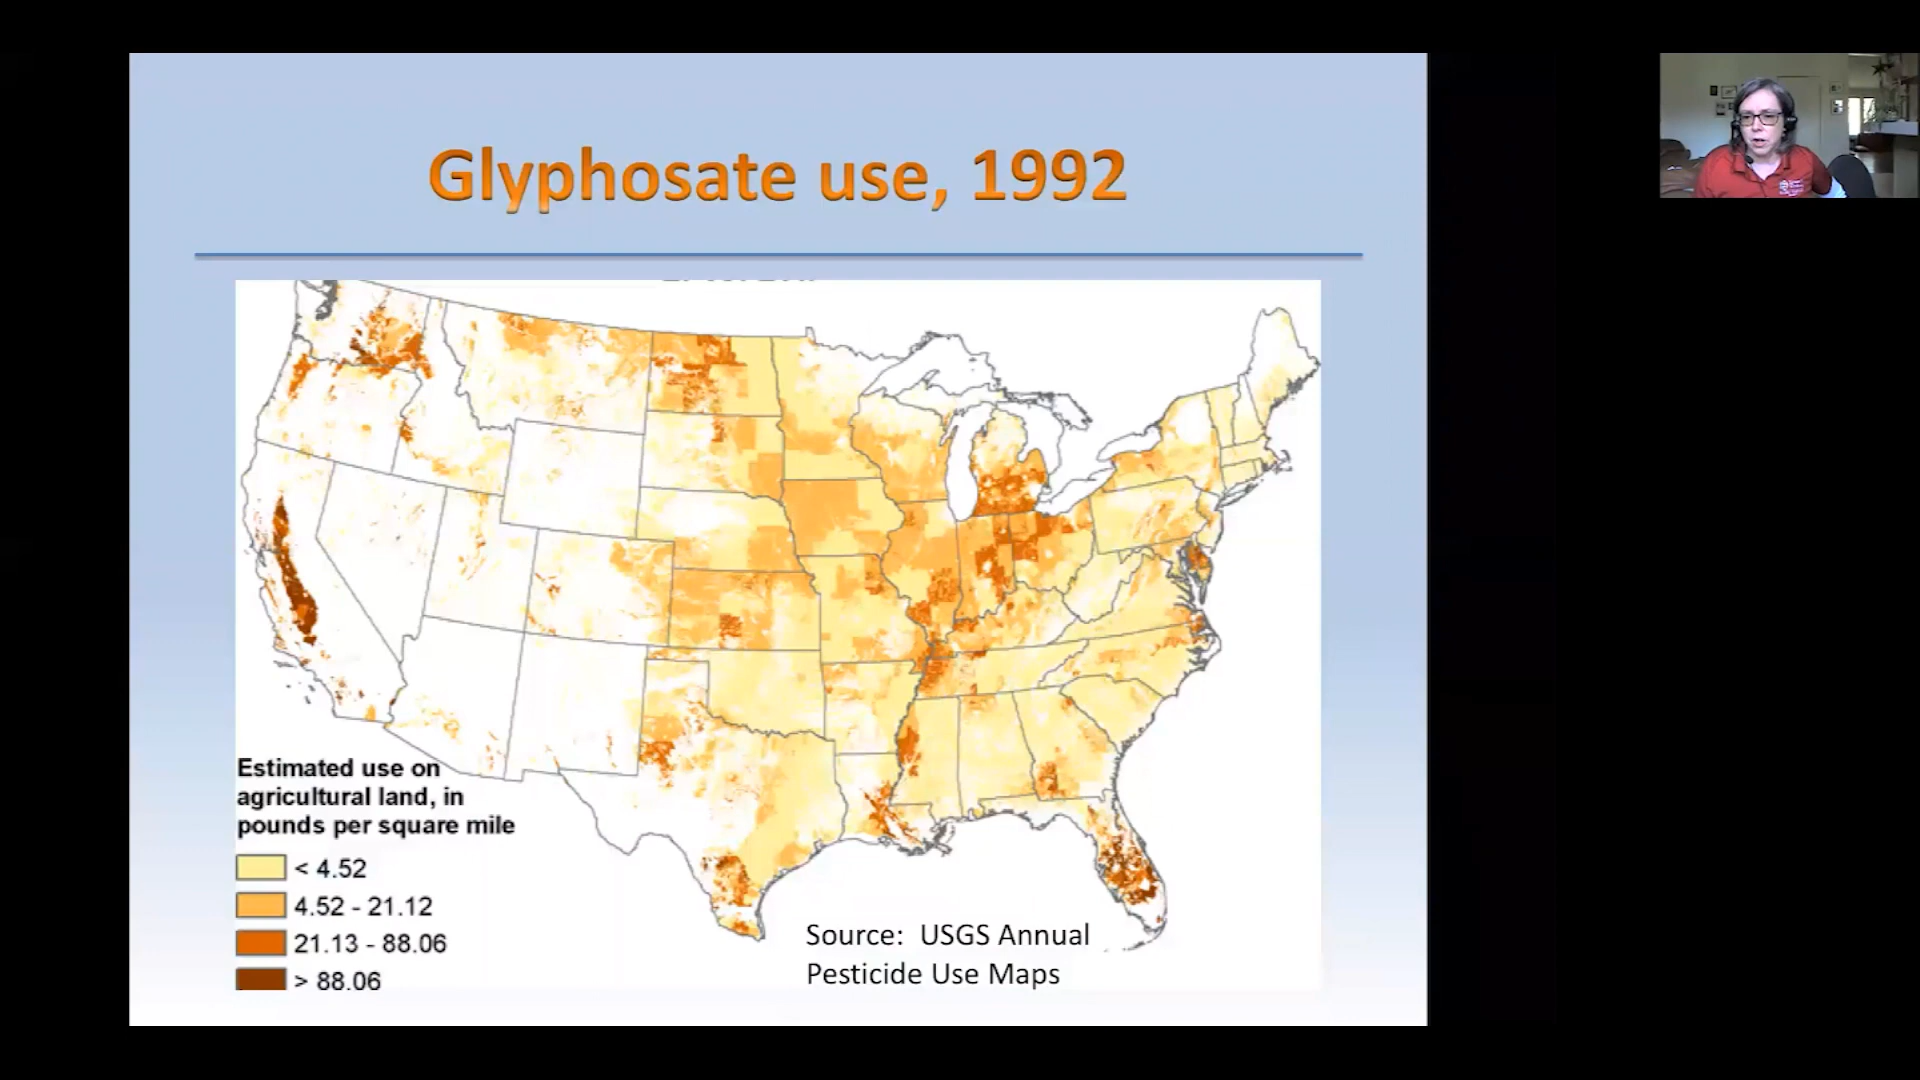 Glyphosate use, 1992
Estimated use on
agricultural land, in
pounds per square mile
< 4.52
4.52 - 21.12
21.13 - 88.06
> 88.06
Source: USGS Annual
Pesticide Use Maps